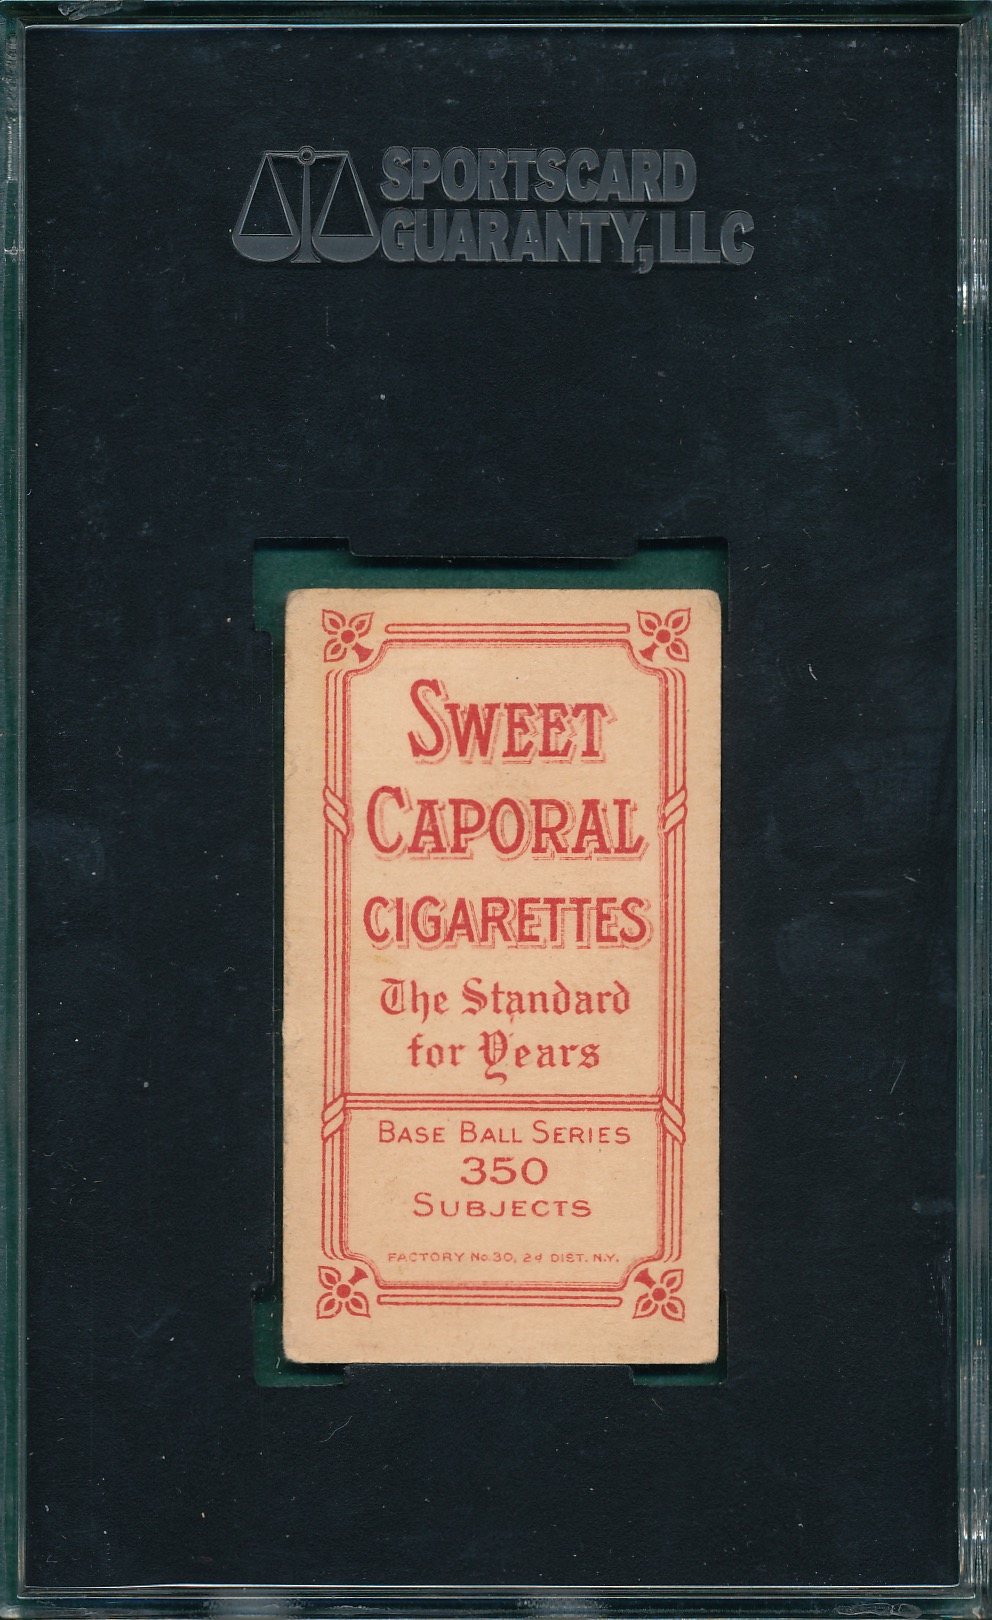 SPORTSCARD
GUARANTY, LLC
SWEET
CAPORAL
CIGARETTES
The Standard
for Years
BASE BALL SERIES
350
SUBJECTS
FACTORY No. 30, 2d DIST. N.Y.